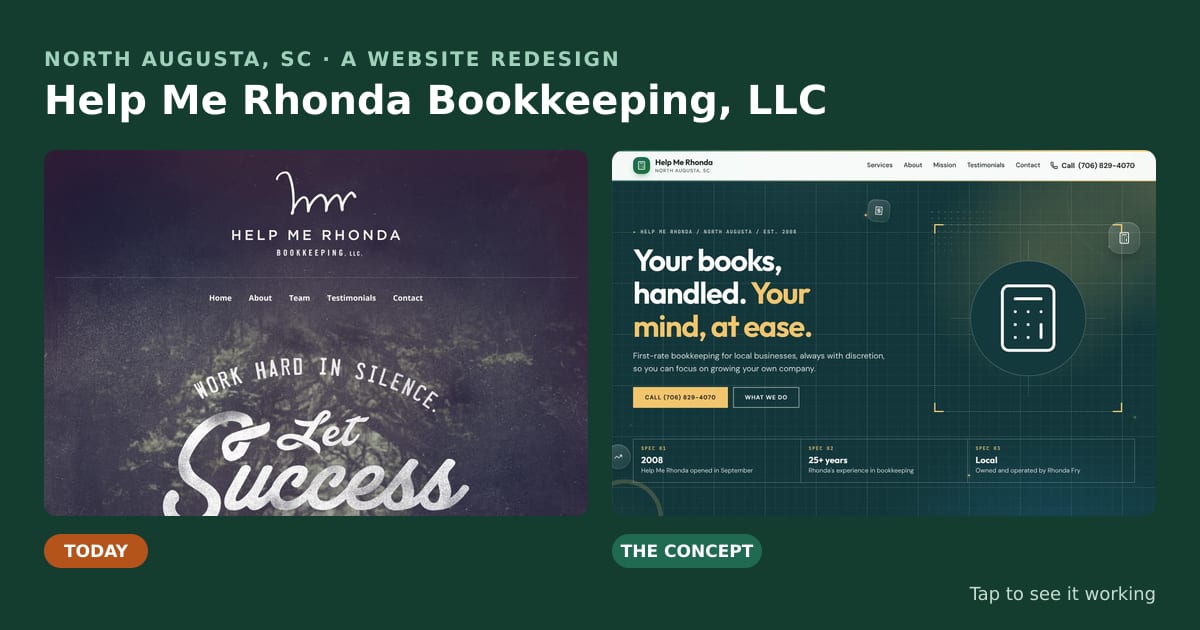 NORTH AUGUSTA, SC · A WEBSITE REDESIGN
Help Me Rhonda Bookkeeping, LLC
hmr
HELP ME RHONDA
BOOKKEEPING, LLC.
Home About Team Testimonials Contact
WORK HARD IN SILENCE.
& Let
Success
TODAY
Help Me Rhonda
NORTH AUGUSTA, SC
Services About Mission Testimonials Contact Call (706) 829-4070
HELP ME RHONDA / NORTH AUGUSTA / EST. 2008
Your books,
handled. Your
mind, at ease.
First-rate bookkeeping for local businesses, always with discretion,
so you can focus on growing your own company.
CALL (706) 829-4070 WHAT WE DO
SPEC 01
2008
Help Me Rhonda opened in September
SPEC 02
25+ years
Rhonda's experience in bookkeeping
SPEC 03
Local
Owned and operated by Rhonda Fry
THE CONCEPT
Tap to see it working